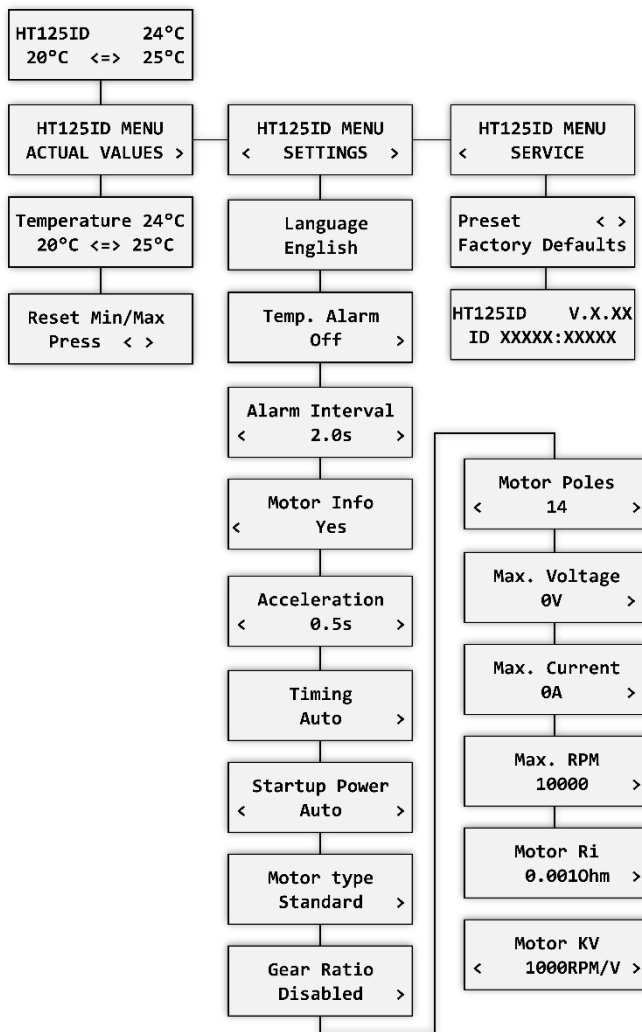 HT125ID 24°C
20°C <=> 25°C
HT125ID MENU
ACTUAL VALUES >
Temperature 24°C
20°C <=> 25°C
Reset Min/Max
Press < >
HT125ID MENU
< SETTINGS >
Language
English
Temp. Alarm
Off >
Alarm Interval
< 2.0s >
Motor Info
< Yes
Acceleration
< 0.5s >
Timing
Auto >
Startup Power
< Auto >
Motor type
Standard >
Gear Ratio
Disabled >
HT125ID MENU
< SERVICE
Preset < >
Factory Defaults
HT125ID V.X.XX
ID XXXXX:XXXXX
Motor Poles
< 14 >
Max. Voltage
0V >
Max. Current
0A >
Max. RPM
10000 >
Motor Ri
0.001Ohm >
Motor KV
< 1000RPM/V >